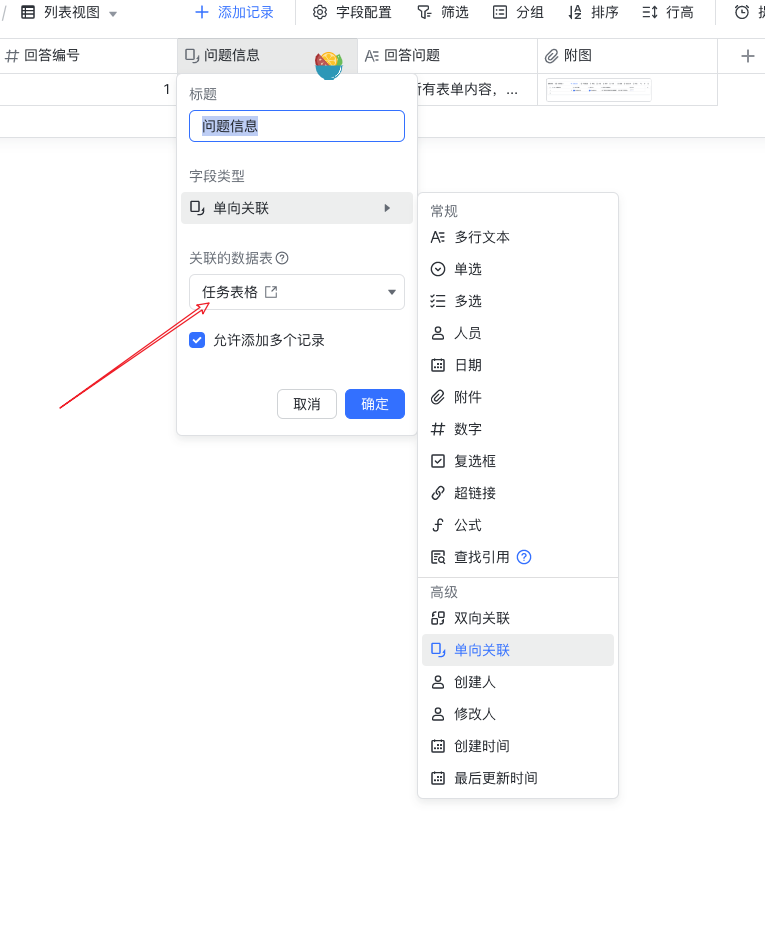 列表视图 添加记录 字段配置 筛选 分组 排序 行高
回答编号 问题信息 回答问题 附图
1 所有表单内容，...
标题
问题信息
字段类型
单向关联
关联的数据表
任务表格
允许添加多个记录
取消 确定
常规
多行文本
单选
多选
人员
日期
附件
数字
复选框
超链接
公式
查找引用
高级
双向关联
单向关联
创建人
修改人
创建时间
最后更新时间